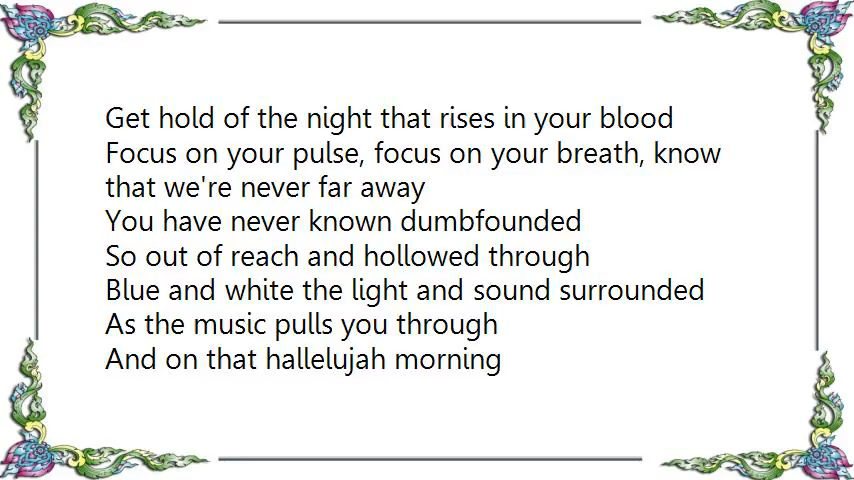 Get hold of the night that rises in your blood
Focus on your pulse, focus on your breath, know
that we're never far away
You have never known dumbfounded
So out of reach and hollowed through
Blue and white the light and sound surrounded
As the music pulls you through
And on that hallelujah morning